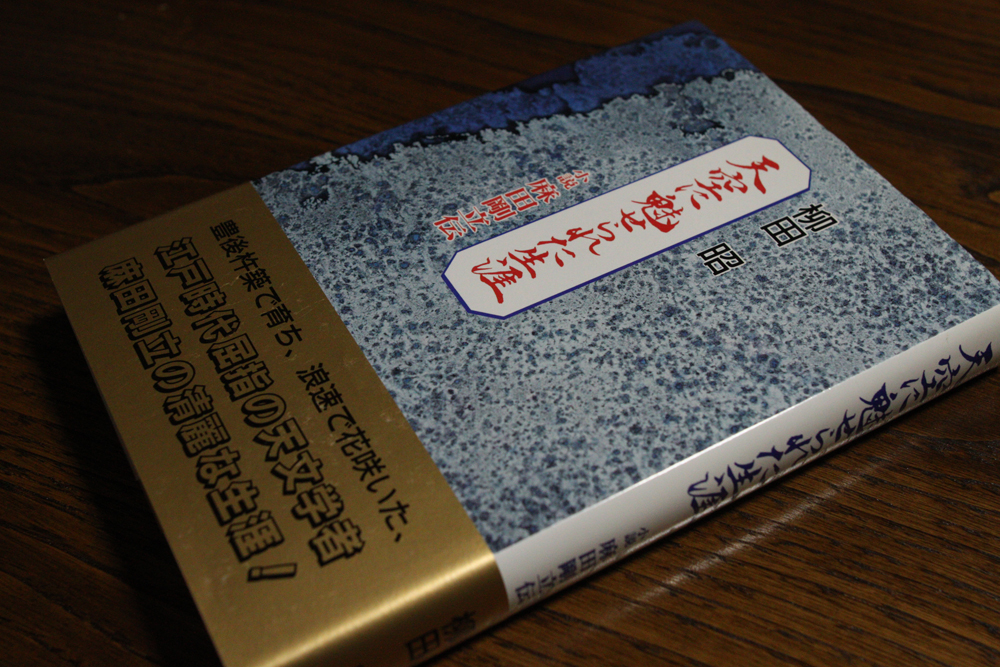 天空に魅せられた生涯
小説 麻田剛立伝
柳田 昭
豊後杵築で育ち、浪速で花咲いた、
江戸時代屈指の天文学者
麻田剛立の清麗な生涯!
天空に魅せられた生涯
小説 麻田剛立伝
柳田